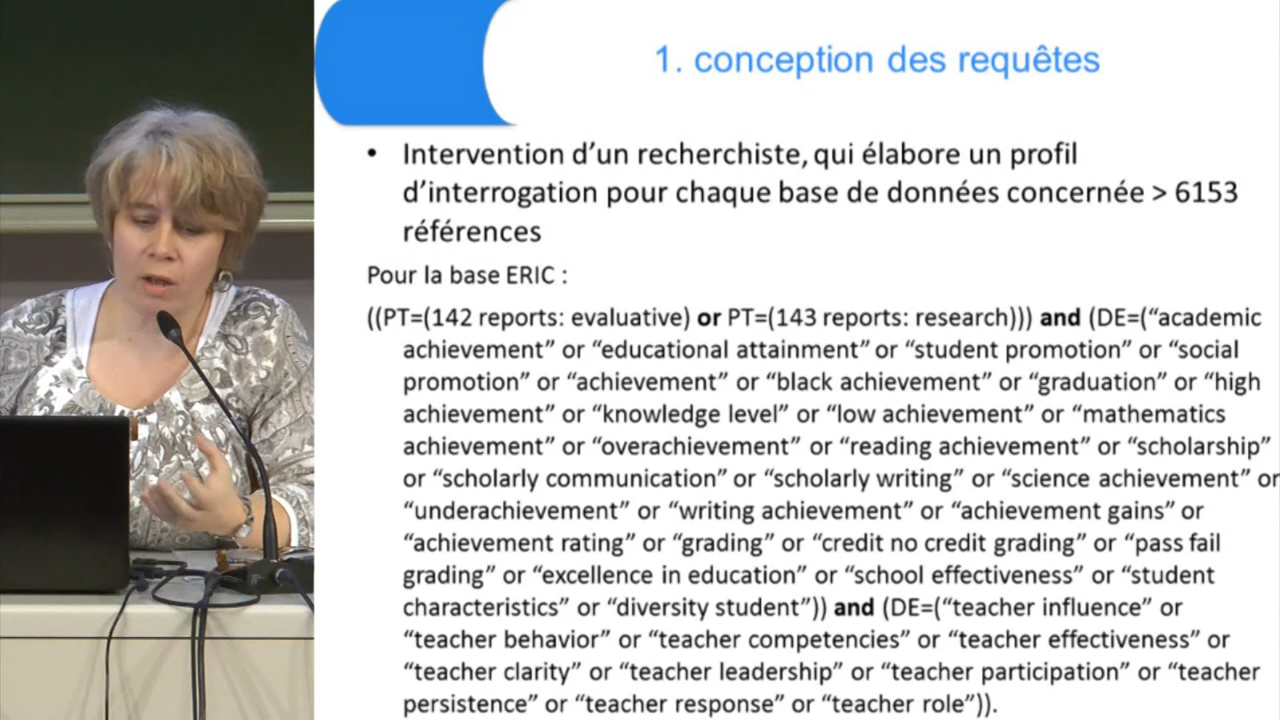 1. conception des requêtes
• Intervention d’un recherchiste, qui élabore un profil
d’interrogation pour chaque base de données concernée > 6153
références
Pour la base ERIC :
((PT=(142 reports: evaluative) or PT=(143 reports: research))) and (DE=(“academic
achievement” or “educational attainment” or “student promotion” or “social
promotion” or “achievement” or “black achievement” or “graduation” or “high
achievement” or “knowledge level” or “low achievement” or “mathematics
achievement” or “overachievement” or “reading achievement” or “scholarship”
or “scholarly communication” or “scholarly writing” or “science achievement” or
“underachievement” or “writing achievement” or “achievement gains” or
“achievement rating” or “grading” or “credit no credit grading” or “pass fail
grading” or “excellence in education” or “school effectiveness” or “student
characteristics” or “diversity student”)) and (DE=(“teacher influence” or
“teacher behavior” or “teacher competencies” or “teacher effectiveness” or
“teacher clarity” or “teacher leadership” or “teacher participation” or “teacher
persistence” or “teacher response” or “teacher role”)).